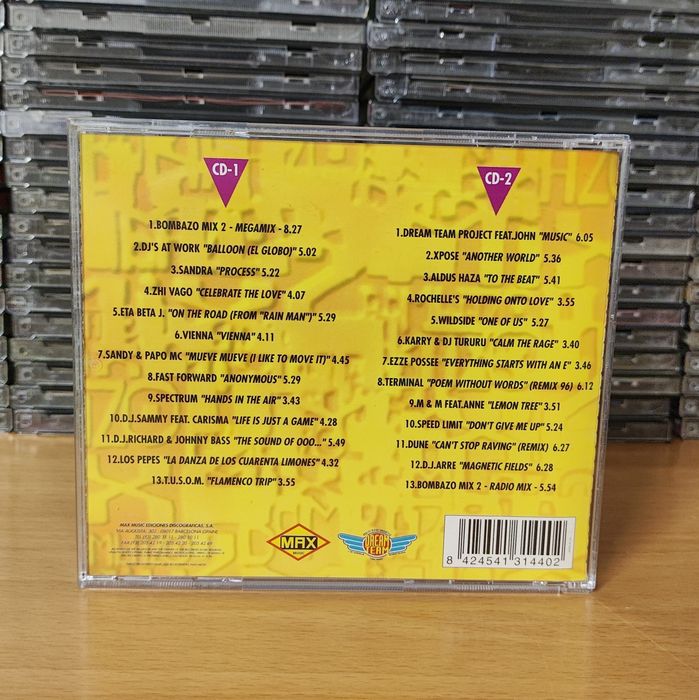 CD-1
1.BOMBAZO MIX 2 - MEGAMIX - 8.27
2.DJ'S AT WORK "BALLOON (EL GLOBO)" 5.02
3.SANDRA "PROCESS" 5.22
4.ZHI VAGO "CELEBRATE THE LOVE" 4.07
5.ETA BETA J. "ON THE ROAD (FROM "RAIN MAN")" 5.29
6.VIENNA "VIENNA" 4.11
7.SANDY & PAPO MC "MUEVE MUEVE (I LIKE TO MOVE IT)" 4.45
8.FAST FORWARD "ANONYMOUS" 5.29
9.SPECTRUM "HANDS IN THE AIR" 3.43
10.D.J.SAMMY FEAT. CARISMA "LIFE IS JUST A GAME" 4.28
11.D.J.RICHARD & JOHNNY BASS "THE SOUND OF OOO..." 5.49
12.LOS PEPES "LA DANZA DE LOS CUARENTA LIMONES" 4.32
13.T.U.S.O.M. "FLAMENCO TRIP" 3.55
CD-2
1.DREAM TEAM PROJECT FEAT.JOHN "MUSIC" 6.05
2.XPOSE "ANOTHER WORLD" 5.36
3.ALDUS HAZA "TO THE BEAT" 5.41
4.ROCHELLE'S "HOLDING ONTO LOVE" 3.55
5.WILDSIDE "ONE OF US" 5.27
6.KARRY & DJ TURURU "CALM THE RAGE" 3.40
7.EZZE POSSEE "EVERYTHING STARTS WITH AN E" 3.46
8.TERMINAL "POEM WITHOUT WORDS" (REMIX 96) 6.12
9.M & M FEAT.ANNE "LEMON TREE" 3.51
10.SPEED LIMIT "DON'T GIVE ME UP" 5.24
11.DUNE "CAN'T STOP RAVING" (REMIX) 6.27
12.D.J.ARRE "MAGNETIC FIELDS" 6.28
13.BOMBAZO MIX 2 - RADIO MIX - 5.54
MAX MUSIC EDICIONES DISCOGRAFICAS, S.A.
MAX
MUSIC
DREAM
TEAM
8 424541 314402